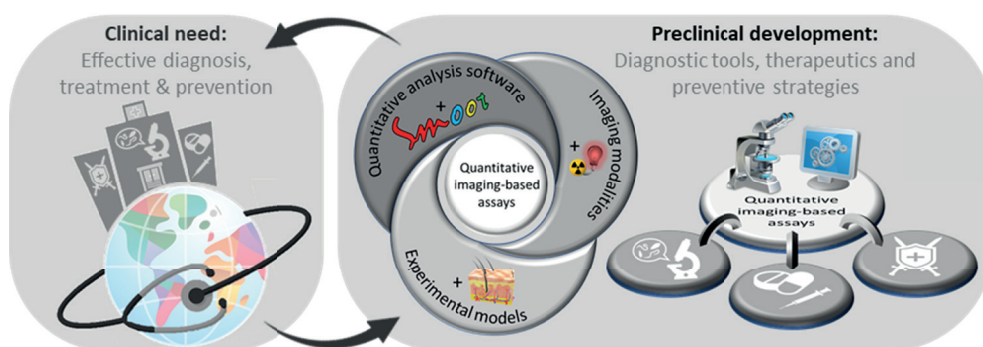 Clinical need:
Effective diagnosis,
treatment & prevention
Quantitative analysis software
+
Imaging modalities
+
Experimental models
+
Quantitative
imaging-based
assays
Preclinical development:
Diagnostic tools, therapeutics and
preventive strategies
Quantitative
imaging-based
assays